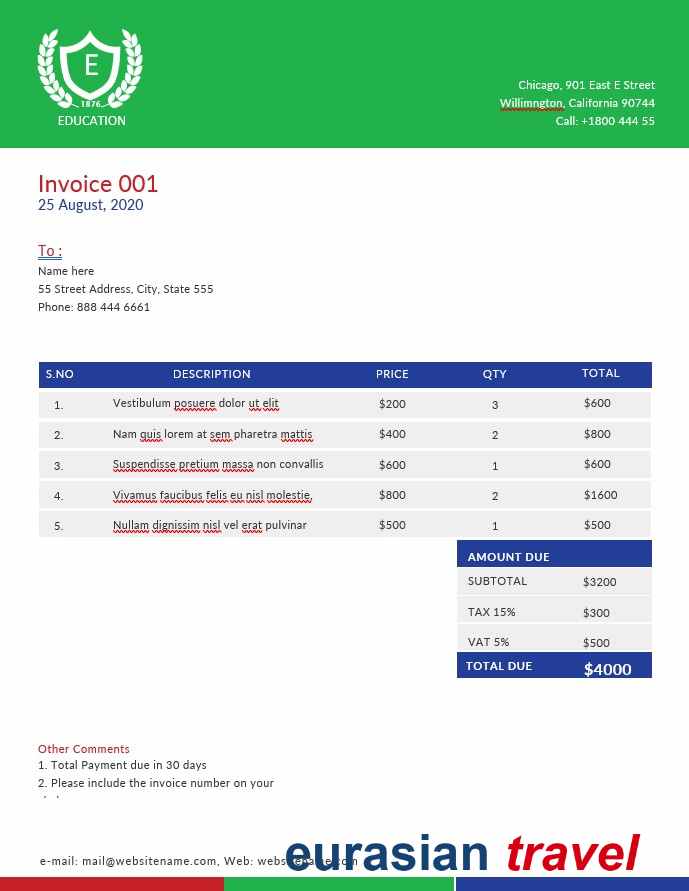 E
1876
EDUCATION
Chicago, 901 East E Street
Willimngton, California 90744
Call: +1800 444 55
Invoice 001
25 August, 2020
To :
Name here
55 Street Address, City, State 555
Phone: 888 444 6661
S.NO DESCRIPTION PRICE QTY TOTAL
1. Vestibulum posuere dolor ut elit $200 3 $600
2. Nam quis lorem at sem pharetra mattis $400 2 $800
3. Suspendisse pretium massa non convallis $600 1 $600
4. Vivamus faucibus felis eu nisl molestie, $800 2 $1600
5. Nullam dignissim nisl vel erat pulvinar $500 1 $500
AMOUNT DUE
SUBTOTAL $3200
TAX 15% $300
VAT 5% $500
TOTAL DUE $4000
Other Comments
1. Total Payment due in 30 days
2. Please include the invoice number on your
e-mail: mail@websitename.com, Web: websitename.com
eurasian travel